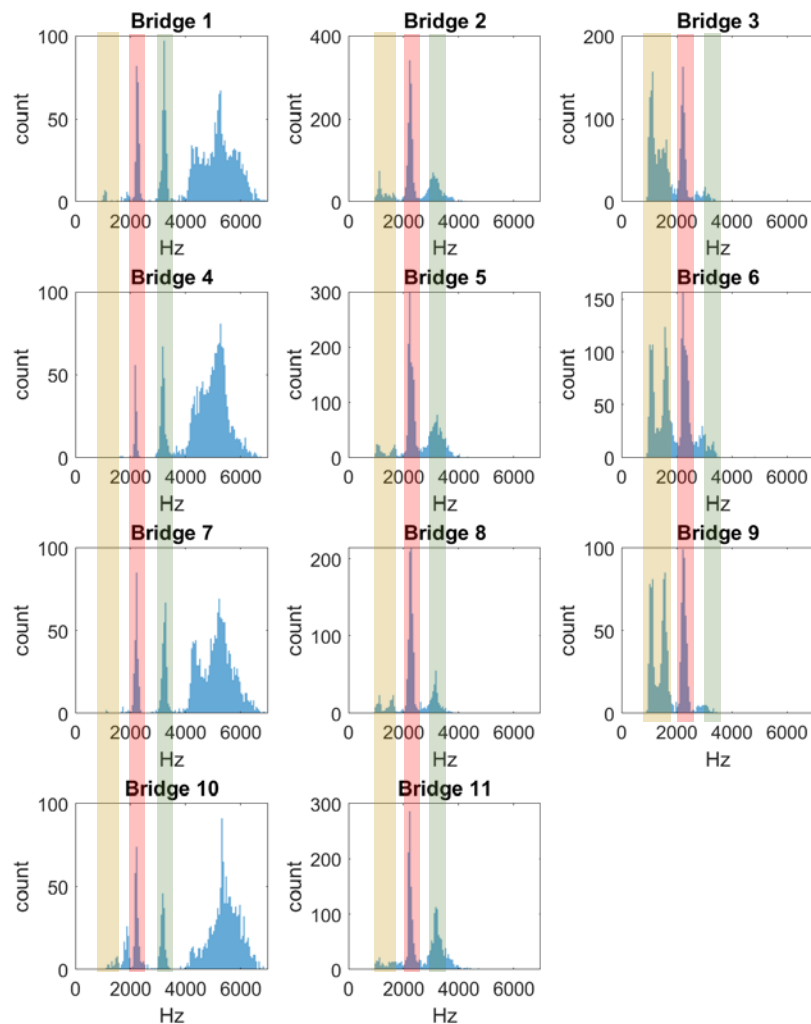 Bridge 1
100
50
0
count
0 2000 4000 6000
Hz
Bridge 2
400
200
0
count
0 2000 4000 6000
Hz
Bridge 3
200
100
0
count
0 2000 4000 6000
Hz
Bridge 4
100
50
0
count
0 2000 4000 6000
Hz
Bridge 5
300
200
100
0
count
0 2000 4000 6000
Hz
Bridge 6
150
100
50
0
count
0 2000 4000 6000
Hz
Bridge 7
100
50
0
count
0 2000 4000 6000
Hz
Bridge 8
200
100
0
count
0 2000 4000 6000
Hz
Bridge 9
100
50
0
count
0 2000 4000 6000
Hz
Bridge 10
100
50
0
count
0 2000 4000 6000
Hz
Bridge 11
300
200
100
0
count
0 2000 4000 6000
Hz